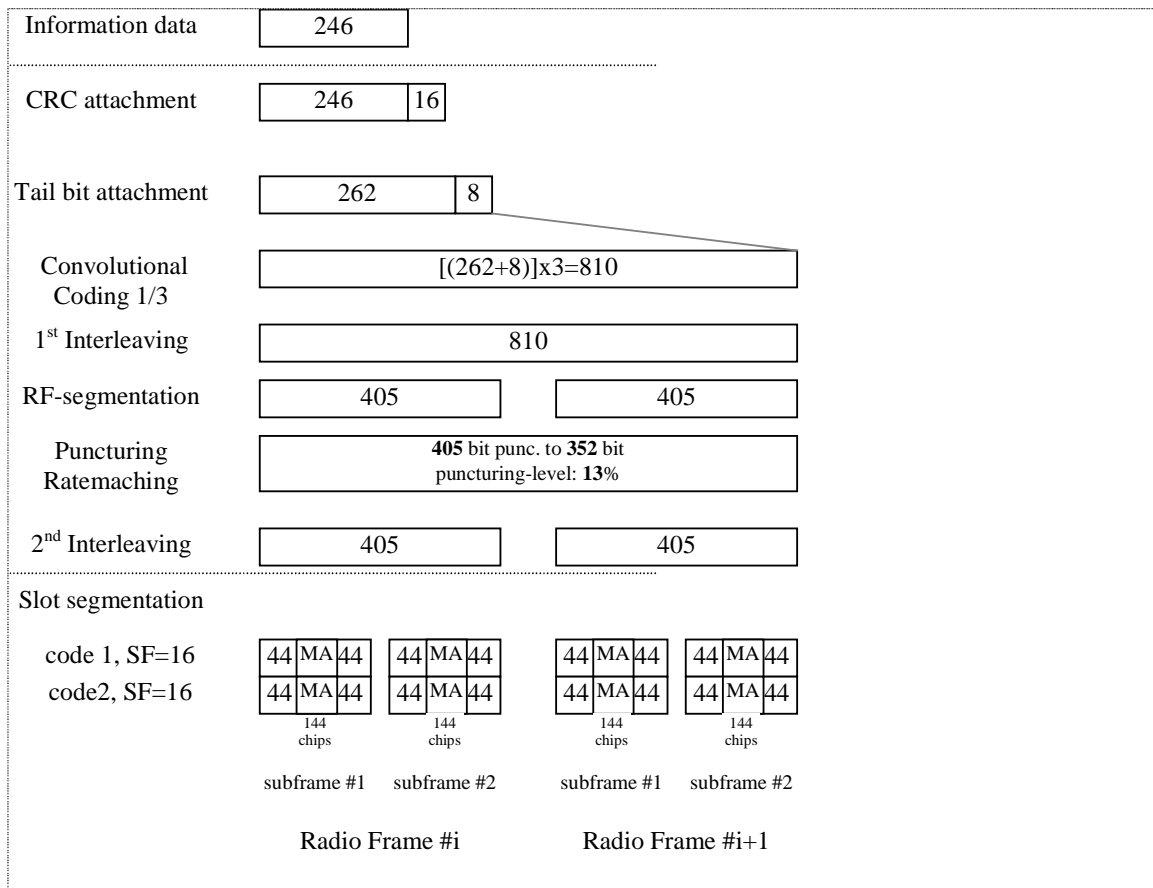 Information data
246
CRC attachment
246 16
Tail bit attachment
262 8
Convolutional
Coding 1/3
[(262+8)]x3=810
1st Interleaving
810
RF-segmentation
405 405
Puncturing
Ratemaching
405 bit punc. to 352 bit
puncturing-level: 13%
2nd Interleaving
405 405
Slot segmentation
code 1, SF=16
44 MA 44 44 MA 44 44 MA 44 44 MA 44
code2, SF=16
44 MA 44 44 MA 44 44 MA 44 44 MA 44
144 144 144 144
chips chips chips chips
subframe #1 subframe #2 subframe #1 subframe #2
Radio Frame #i Radio Frame #i+1